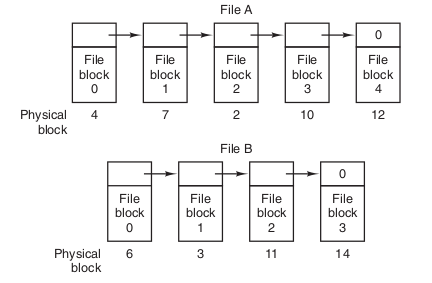 File A
0
File block 0
File block 1
File block 2
File block 3
File block 4
Physical block
4 7 2 10 12
File B
0
File block 0
File block 1
File block 2
File block 3
Physical block
6 3 11 14